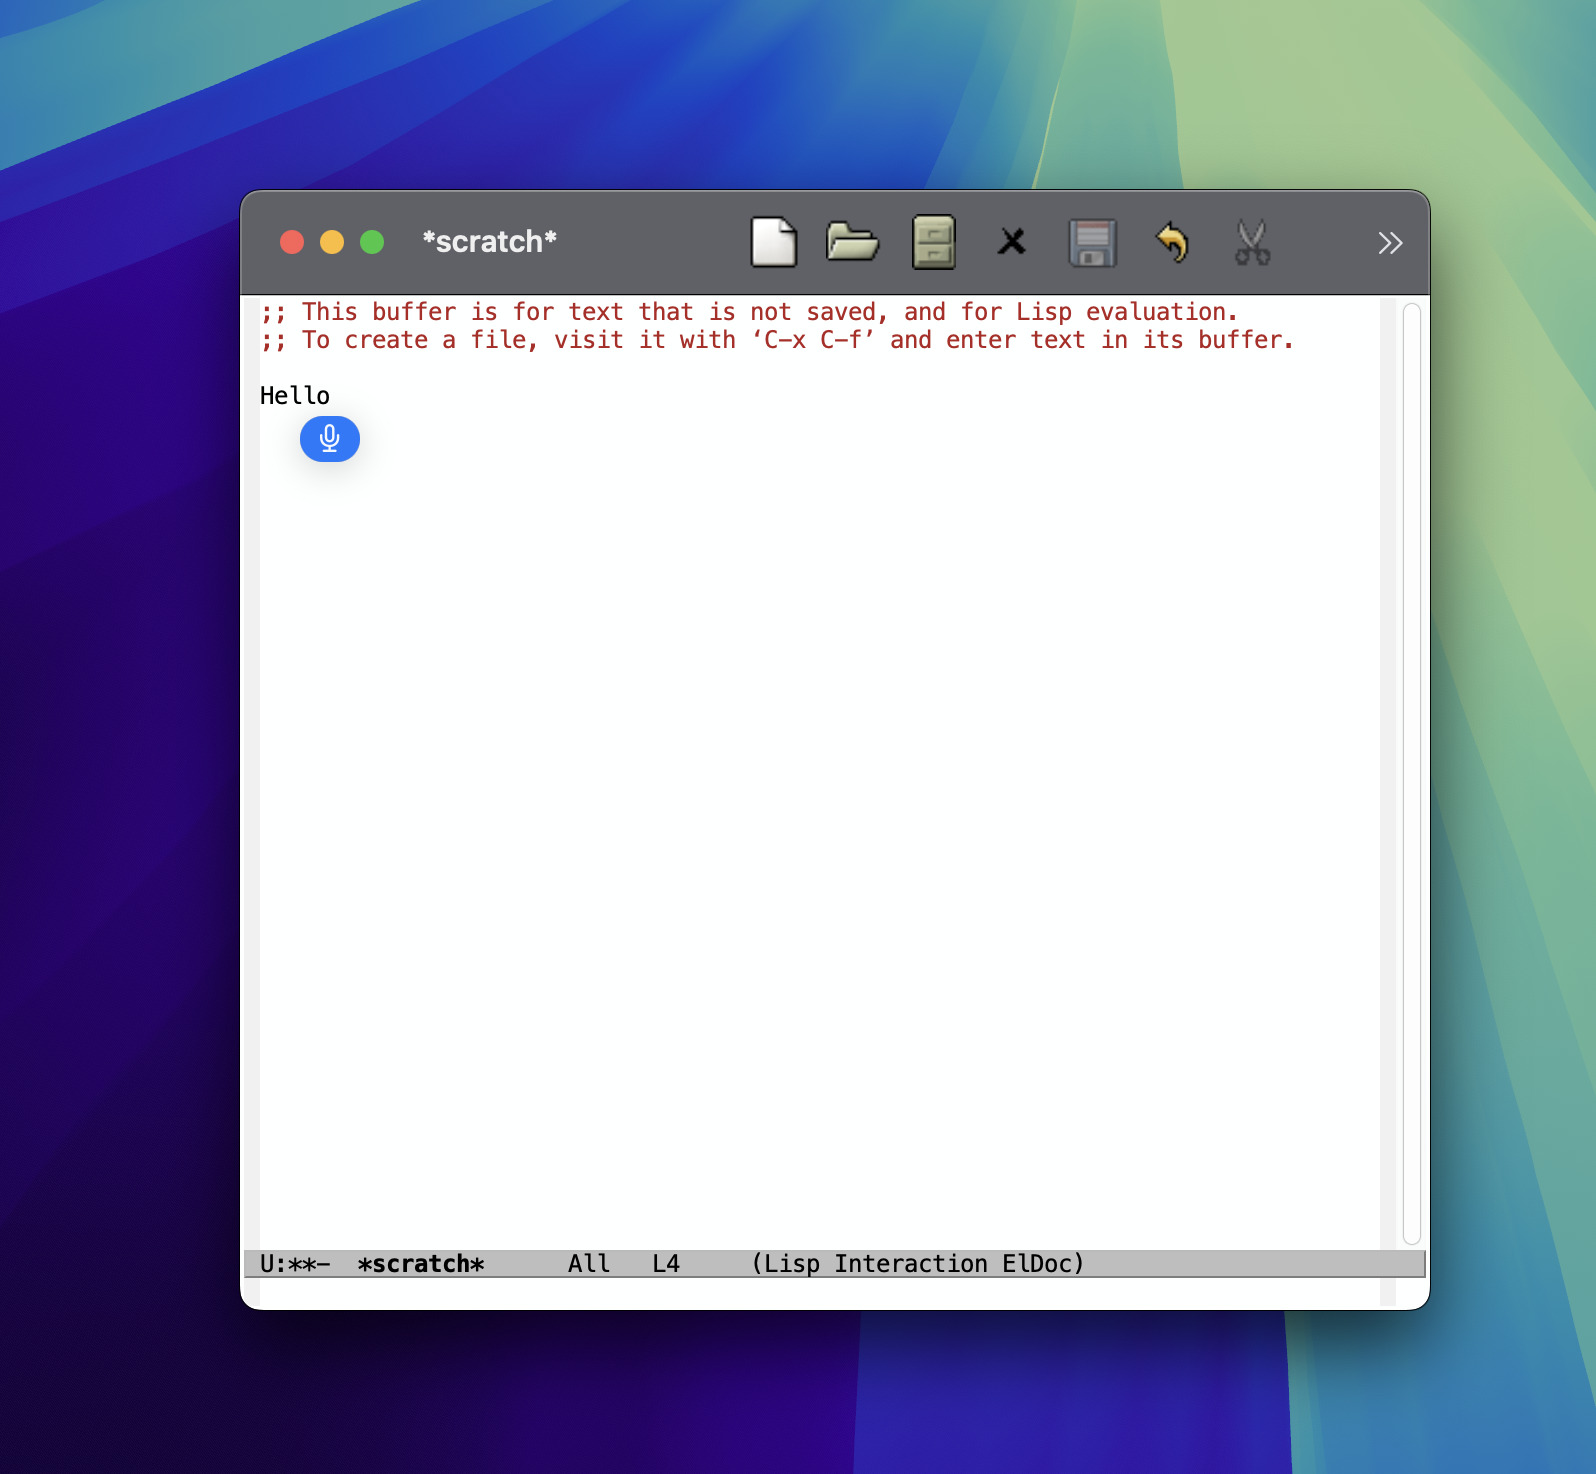 *scratch*
;; This buffer is for text that is not saved, and for Lisp evaluation.
;; To create a file, visit it with ‘C-x C-f’ and enter text in its buffer.
Hello
U:**-  *scratch*      All   L4     (Lisp Interaction ElDoc)